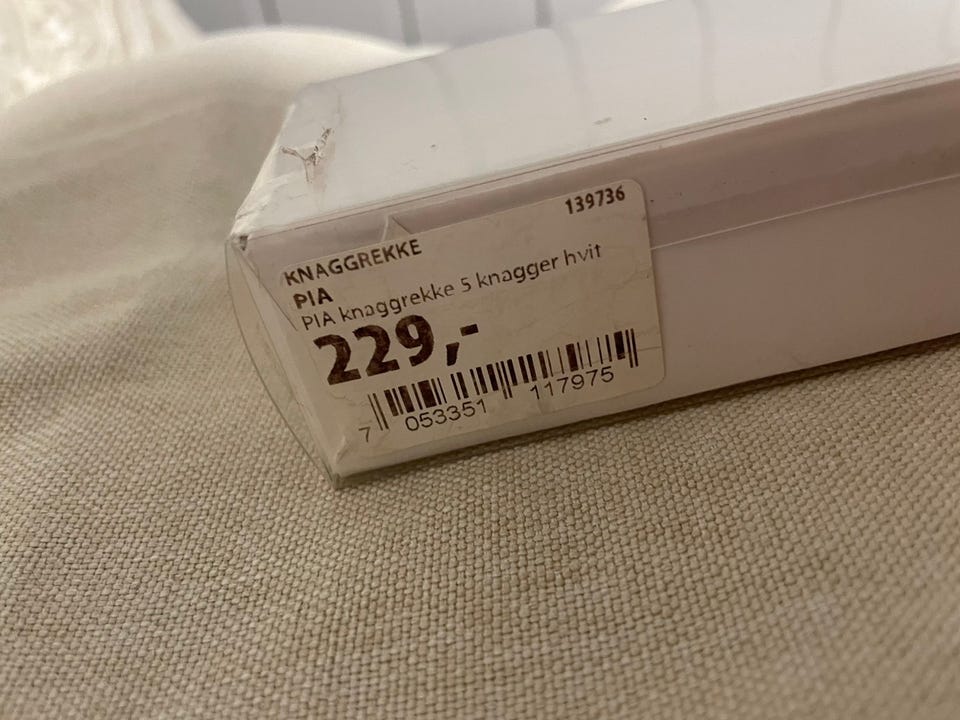 139736
KNAGGREKKE
PIA
PIA knaggrekke 5 knagger hvit
229,-
7 053351 117975